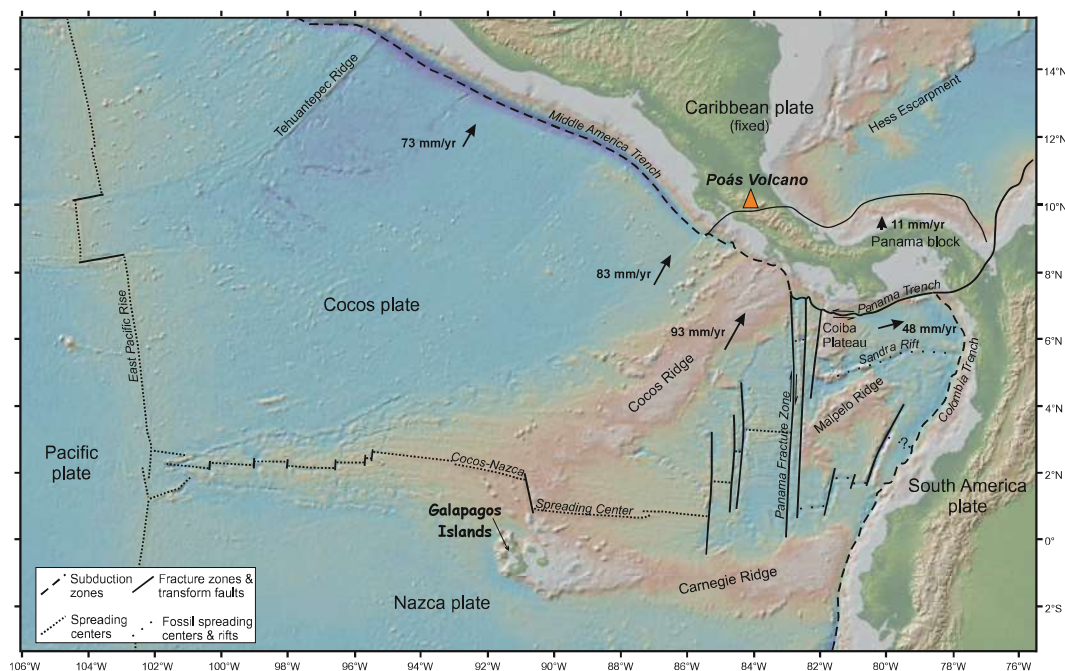 Tehuantepec Ridge
14°N
Hess Escarpment
Caribbean plate
(fixed)
73 mm/yr
Middle America Trench
12°N
Poás Volcano
10°N
11 mm/yr
Panama block
83 mm/yr
8°N
Cocos plate
Panama Trench
93 mm/yr
Coiba
Plateau
48 mm/yr
6°N
East Pacific Rise
Sandra Rift
Colombia Trench
Cocos Ridge
Malpelo Ridge
Panama Fracture Zone
4°N
?
Pacific
plate
Cocos-Nazca
2°N
South America
plate
Spreading Center
Galapagos
Islands
0°
Carnegie Ridge
Nazca plate
Subduction
zones
Fracture zones &
transform faults
Spreading
centers
Fossil spreading
centers & rifts
2°S
106°W 104°W 102°W 100°W 98°W 96°W 94°W 92°W 90°W 88°W 86°W 84°W 82°W 80°W 78°W 76°W